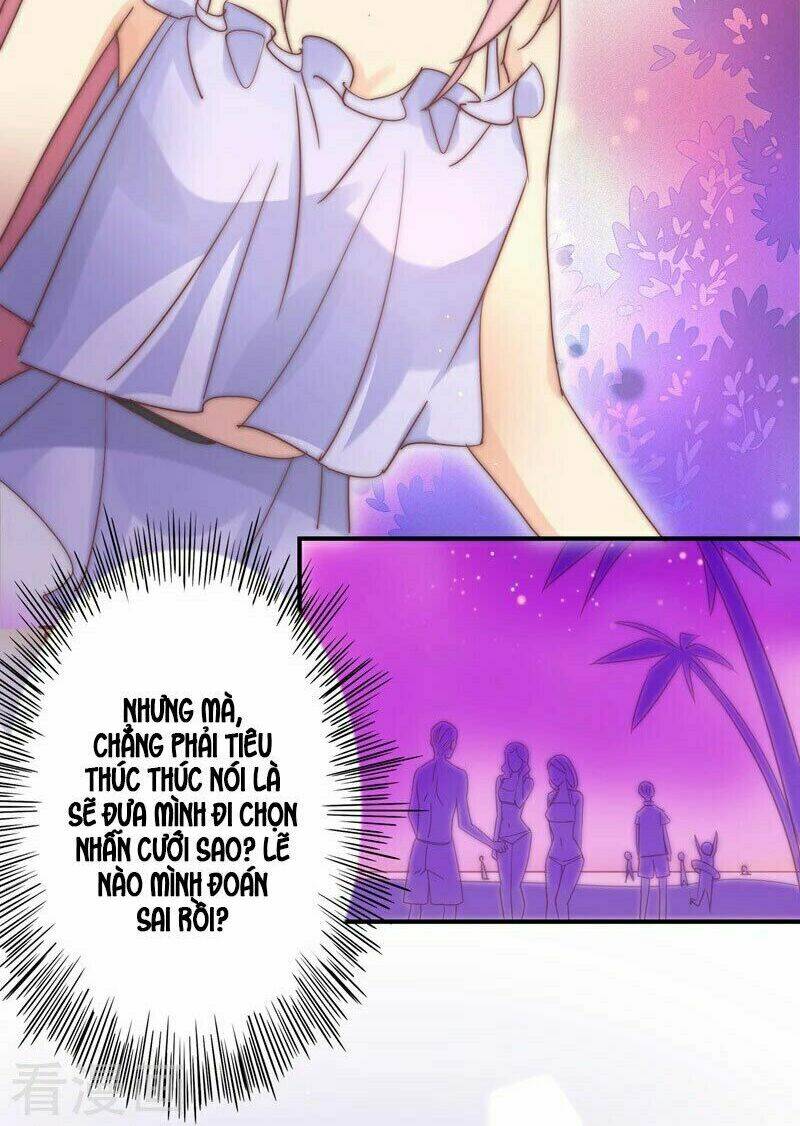 NHƯNG MÀ,
CHẲNG PHẢI TIÊU
THÚC THÚC NÓI LÀ
SẼ ĐƯA MÌNH ĐI CHỌN
NHẪN CƯỚI SAO? LẼ
NÀO MÌNH ĐOÁN
SAI RỒI?
看漫画